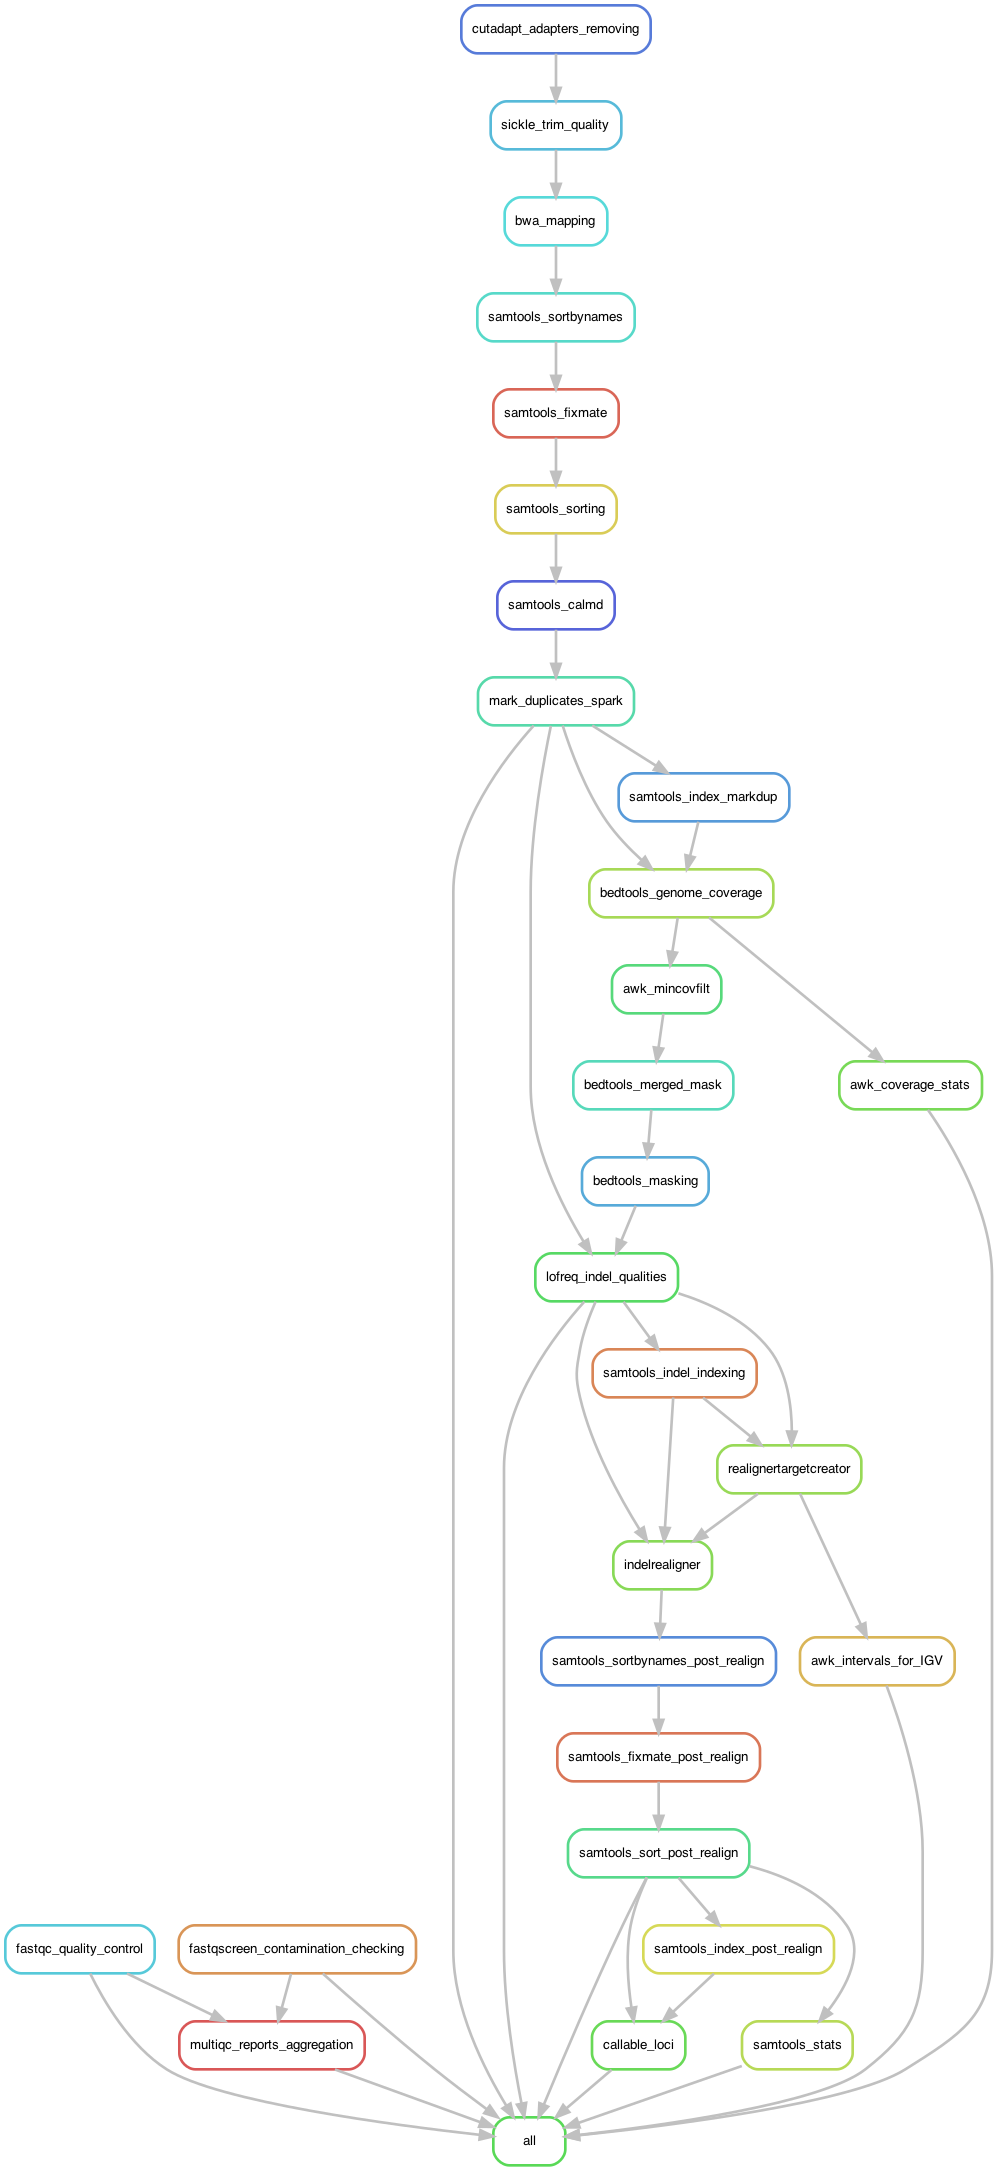 cutadapt_adapters_removing
sickle_trim_quality
bwa_mapping
samtools_sortbynames
samtools_fixmate
samtools_sorting
samtools_calmd
mark_duplicates_spark
samtools_index_markdup
bedtools_genome_coverage
awk_mincovfilt
bedtools_merged_mask
awk_coverage_stats
bedtools_masking
lofreq_indel_qualities
samtools_indel_indexing
realignertargetcreator
indelrealigner
samtools_sortbynames_post_realign
awk_intervals_for_IGV
samtools_fixmate_post_realign
samtools_sort_post_realign
fastqc_quality_control
fastqscreen_contamination_checking
samtools_index_post_realign
multiqc_reports_aggregation
callable_loci
samtools_stats
all